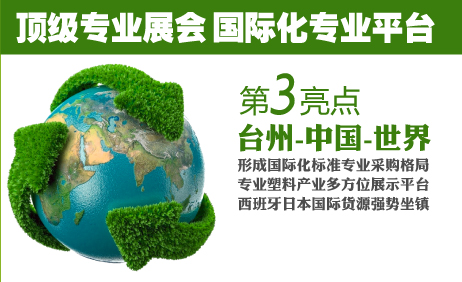 顶级专业展会 国际化专业平台
第3亮点
台州-中国-世界
形成国际化标准专业采购格局
专业塑料产业多方位展示平台
西班牙日本国际货源强势坐镇